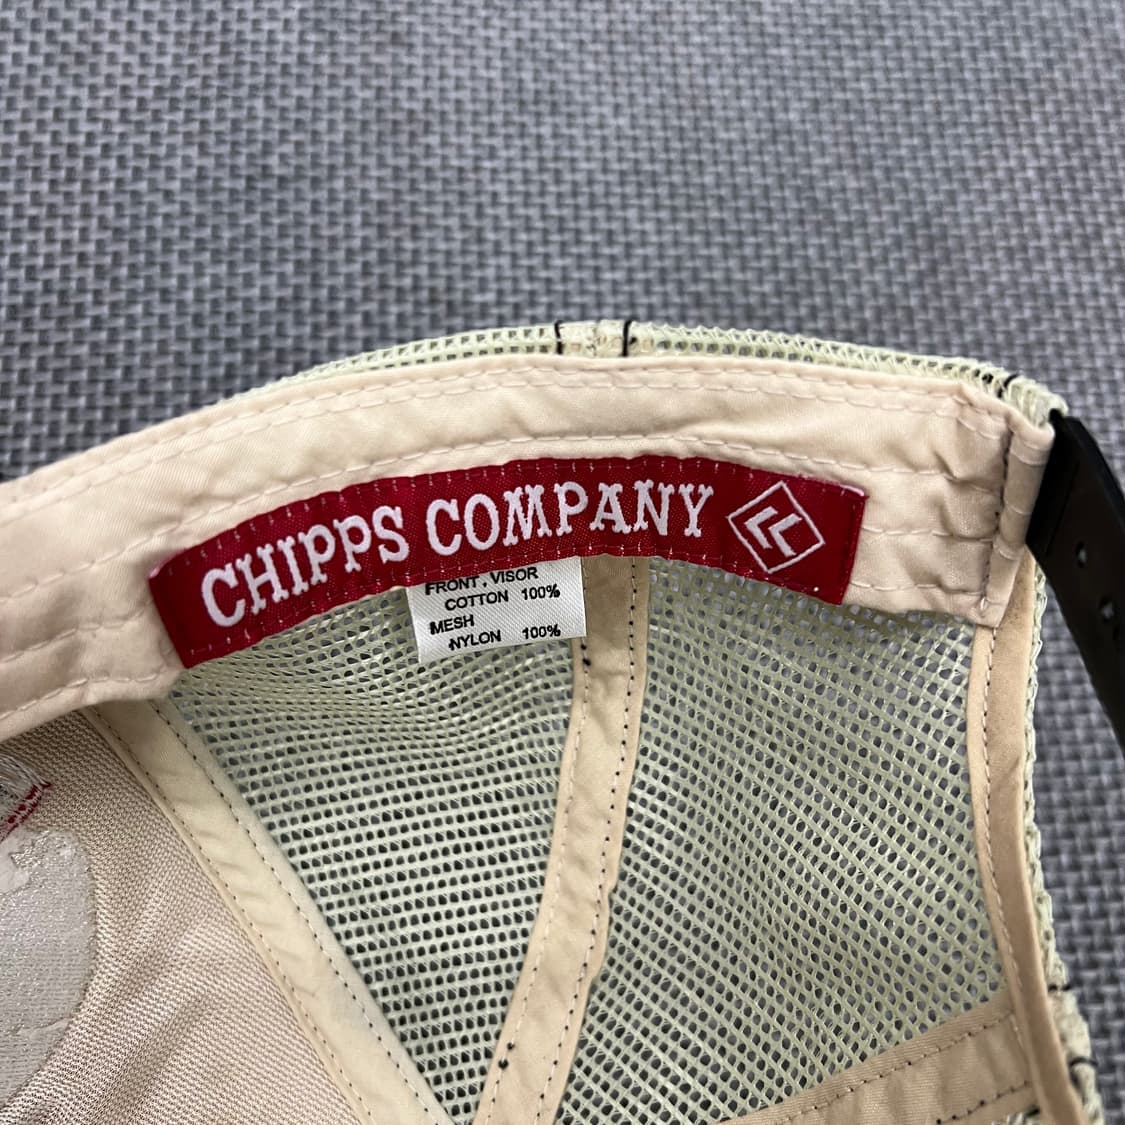 CHIPPS COMPANY
FRONT , VISOR
COTTON 100%
MESH
NYLON 100%